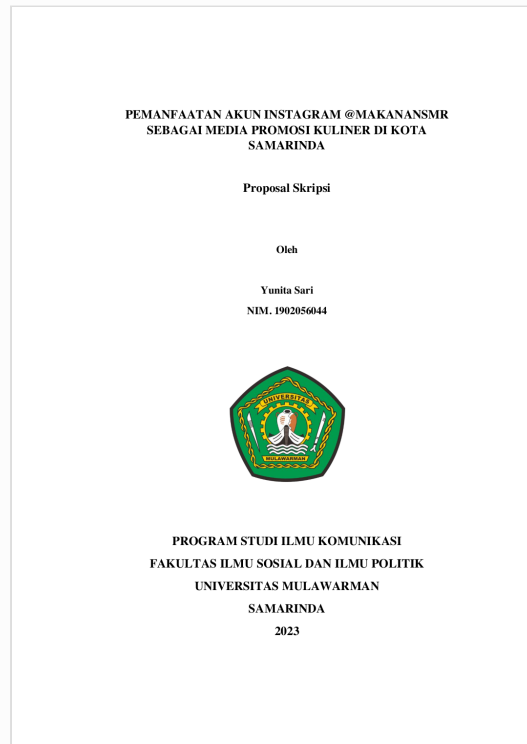 PEMANFAATAN AKUN INSTAGRAM @MAKANANSMR
SEBAGAI MEDIA PROMOSI KULINER DI KOTA
SAMARINDA
Proposal Skripsi
Oleh
Yunita Sari
NIM. 1902056044
UNIVERSITAS
MULAWARMAN
PROGRAM STUDI ILMU KOMUNIKASI
FAKULTAS ILMU SOSIAL DAN ILMU POLITIK
UNIVERSITAS MULAWARMAN
SAMARINDA
2023